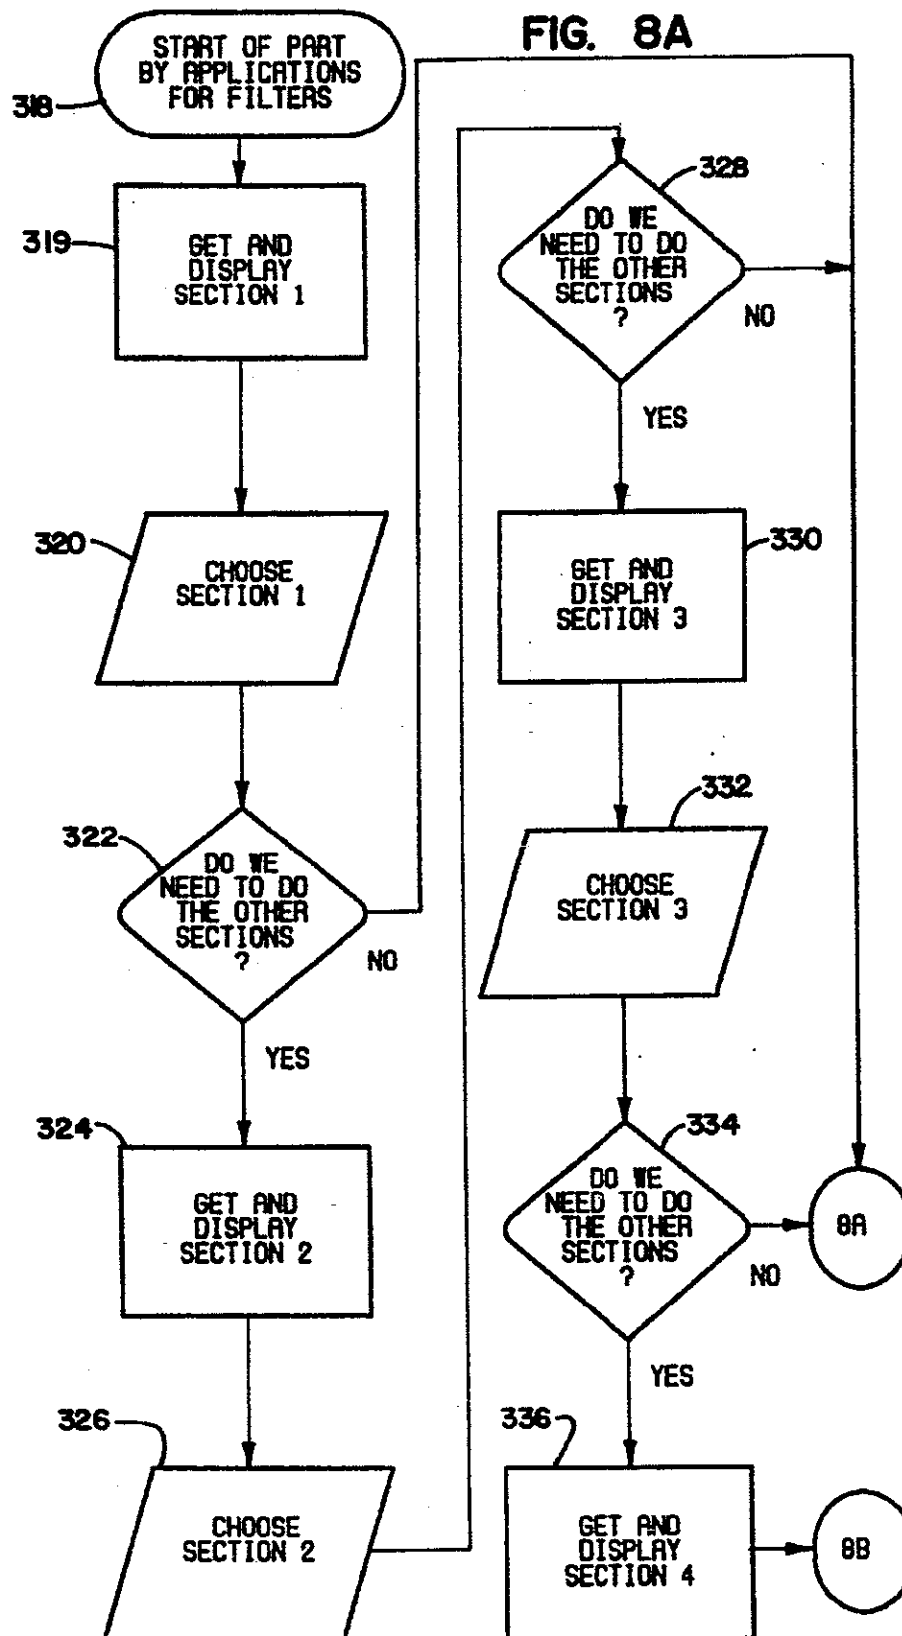 FIG. 8A
START OF PART
BY APPLICATIONS
FOR FILTERS
318
319
GET AND
DISPLAY
SECTION 1
320
CHOOSE
SECTION 1
322
DO WE
NEED TO DO
THE OTHER
SECTIONS
?
NO
YES
324
GET AND
DISPLAY
SECTION 2
326
CHOOSE
SECTION 2
328
DO WE
NEED TO DO
THE OTHER
SECTIONS
?
NO
YES
330
GET AND
DISPLAY
SECTION 3
332
CHOOSE
SECTION 3
334
DO WE
NEED TO DO
THE OTHER
SECTIONS
?
NO
8A
YES
336
GET AND
DISPLAY
SECTION 4
8B